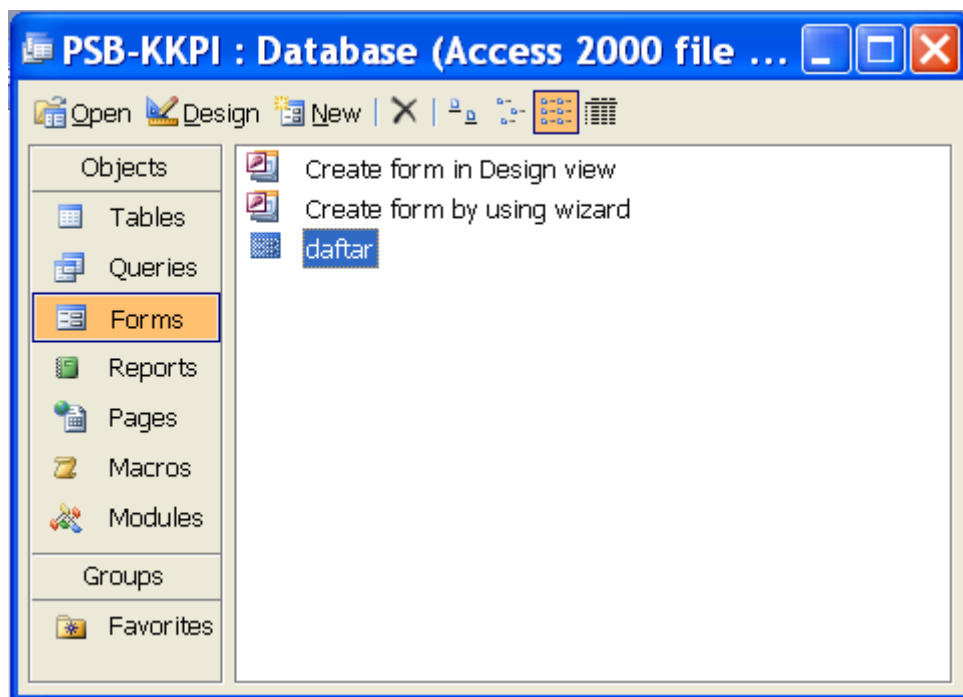 PSB-KKPI : Database (Access 2000 file ...
Open Design New
Objects
Tables
Queries
Forms
Reports
Pages
Macros
Modules
Groups
Favorites
Create form in Design view
Create form by using wizard
daftar